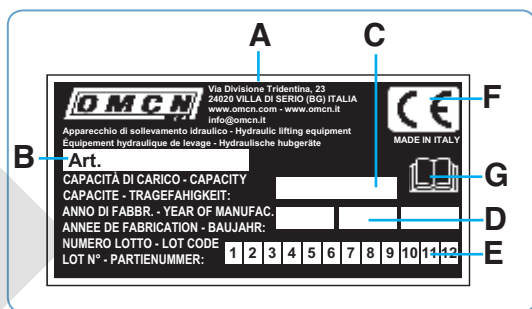 A
C
OMCN
Via Divisione Tridentina, 23
24020 VILLA DI SERIO (BG) ITALIA
www.omcn.com - www.omcn.it
info@omcn.it
CE
F
MADE IN ITALY
Apparecchio di sollevamento idraulico - Hydraulic lifting equipment
Équipement hydraulique de levage - Hydraulische hubgeräte
B
Art.
G
CAPACITÀ DI CARICO - CAPACITY
CAPACITE - TRAGEFAHIGKEIT:
ANNO DI FABBR. - YEAR OF MANUFAC.
ANNEE DE FABRICATION - BAUJAHR:
D
NUMERO LOTTO - LOT CODE
LOT N° - PARTIENUMMER:
1 2 3 4 5 6 7 8 9 10 11 12
E